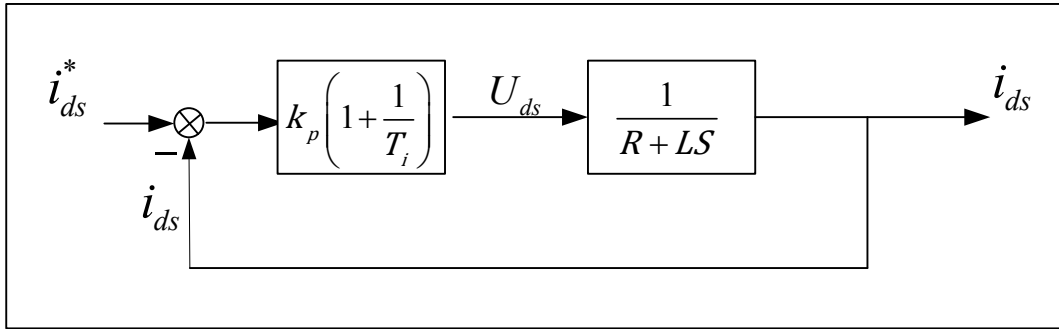 i*ds
−
ids
kp(1+1/Ti)
Uds
1/(R+LS)
ids